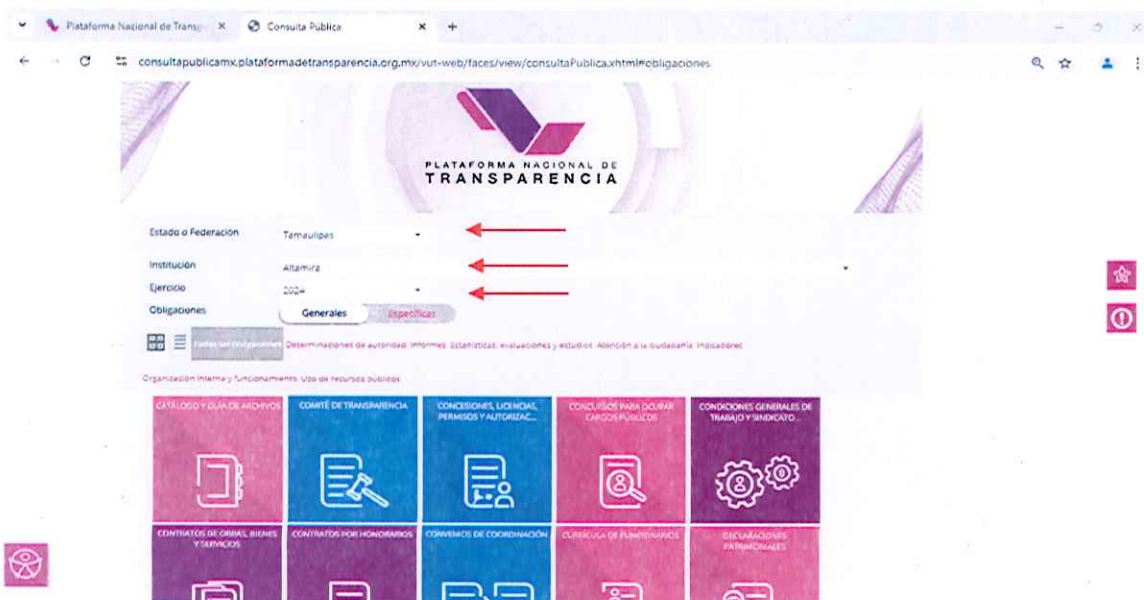 Plataforma Nacional de Transp
Consulta Pública
consultapublicamx.plataformadetransparencia.org.mx/vut-web/faces/view/consultaPublica.xhtml#obligaciones
PLATAFORMA NACIONAL DE
TRANSPARENCIA
Estado o Federación Tamaulipas
Institución Altamira
Ejercicio 2024
Obligaciones Generales Específicas
Todas las obligaciones Determinaciones de autoridad Informes Estadísticas, evaluaciones y estudios Atención a la ciudadanía Indicadores
Organización interna y funcionamiento Uso de recursos públicos
CATÁLOGO Y GUÍA DE ARCHIVOS
COMITÉ DE TRANSPARENCIA
CONCESIONES, LICENCIAS,
PERMISOS Y AUTORIZAC...
CONCURSOS PARA OCUPAR
CARGOS PÚBLICOS
CONDICIONES GENERALES DE
TRABAJO Y SINDICATO...
CONTRATOS DE OBRAS, BIENES
Y SERVICIOS
CONTRATOS POR HONORARIOS
CONVENIOS DE COORDINACIÓN
CURRÍCULA DE FUNCIONARIOS
DECLARACIONES
PATRIMONIALES